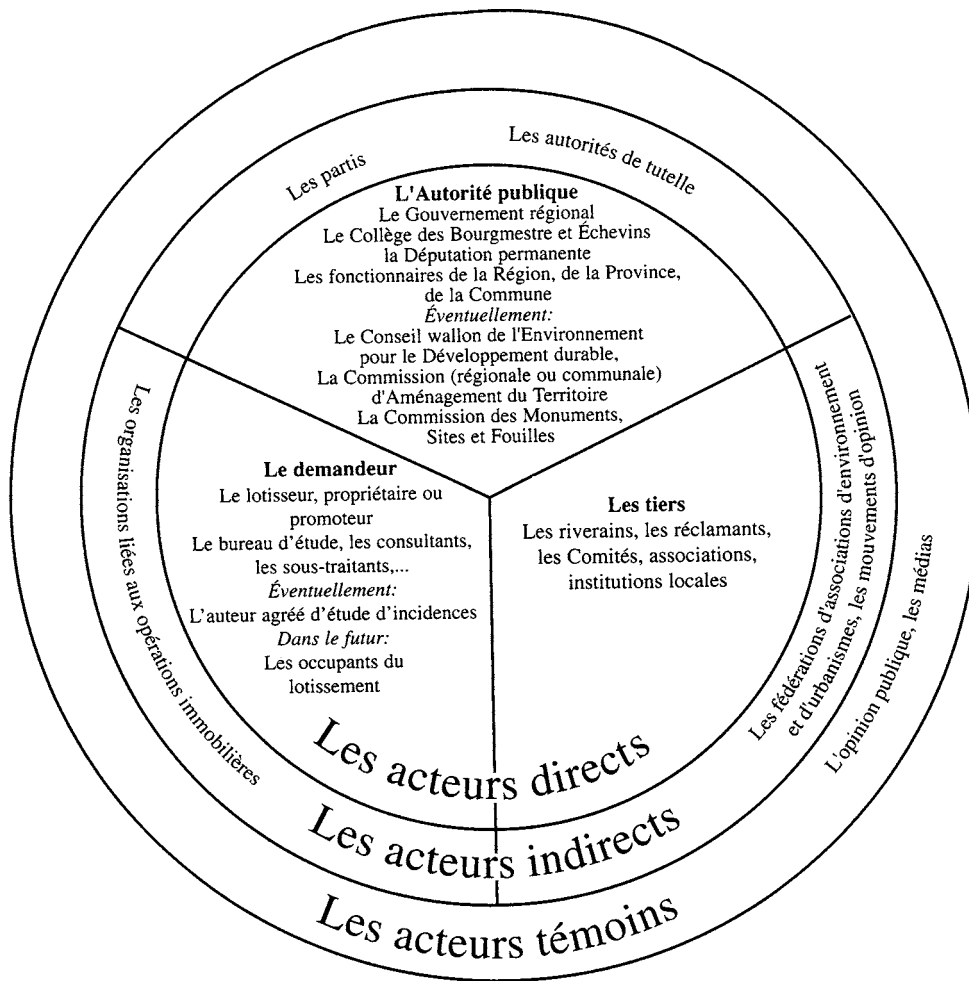 Les partis
Les autorités de tutelle
L'Autorité publique
Le Gouvernement régional
Le Collège des Bourgmestre et Échevins
la Députation permanente
Les fonctionnaires de la Région, de la Province,
de la Commune
Éventuellement:
Le Conseil wallon de l'Environnement
pour le Développement durable,
La Commission (régionale ou communale)
d'Aménagement du Territoire
La Commission des Monuments,
Sites et Fouilles
Le demandeur
Le lotisseur, propriétaire ou
promoteur
Le bureau d'étude, les consultants,
les sous-traitants,...
Éventuellement:
L'auteur agréé d'étude d'incidences
Dans le futur:
Les occupants du
lotissement
Les tiers
Les riverains, les réclamants,
les Comités, associations,
institutions locales
Les organisations liées aux opérations immobilières
Les fédérations d'associations d'environnement
et d'urbanismes, les mouvements d'opinion
L'opinion publique, les médias
Les acteurs directs
Les acteurs indirects
Les acteurs témoins